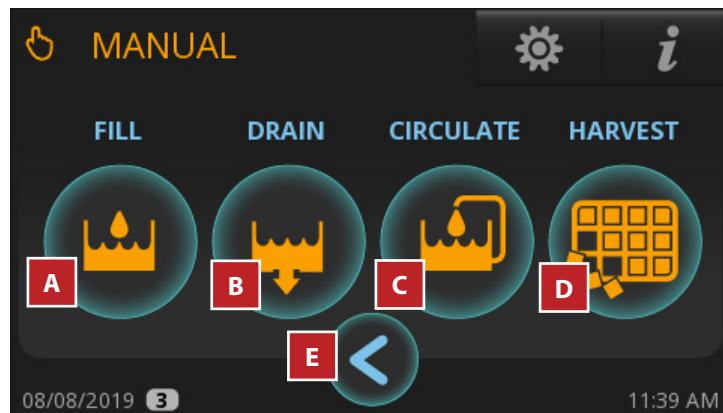 MANUAL i
FILL DRAIN CIRCULATE HARVEST
A B C D
E
08/08/2019 3 11:39 AM